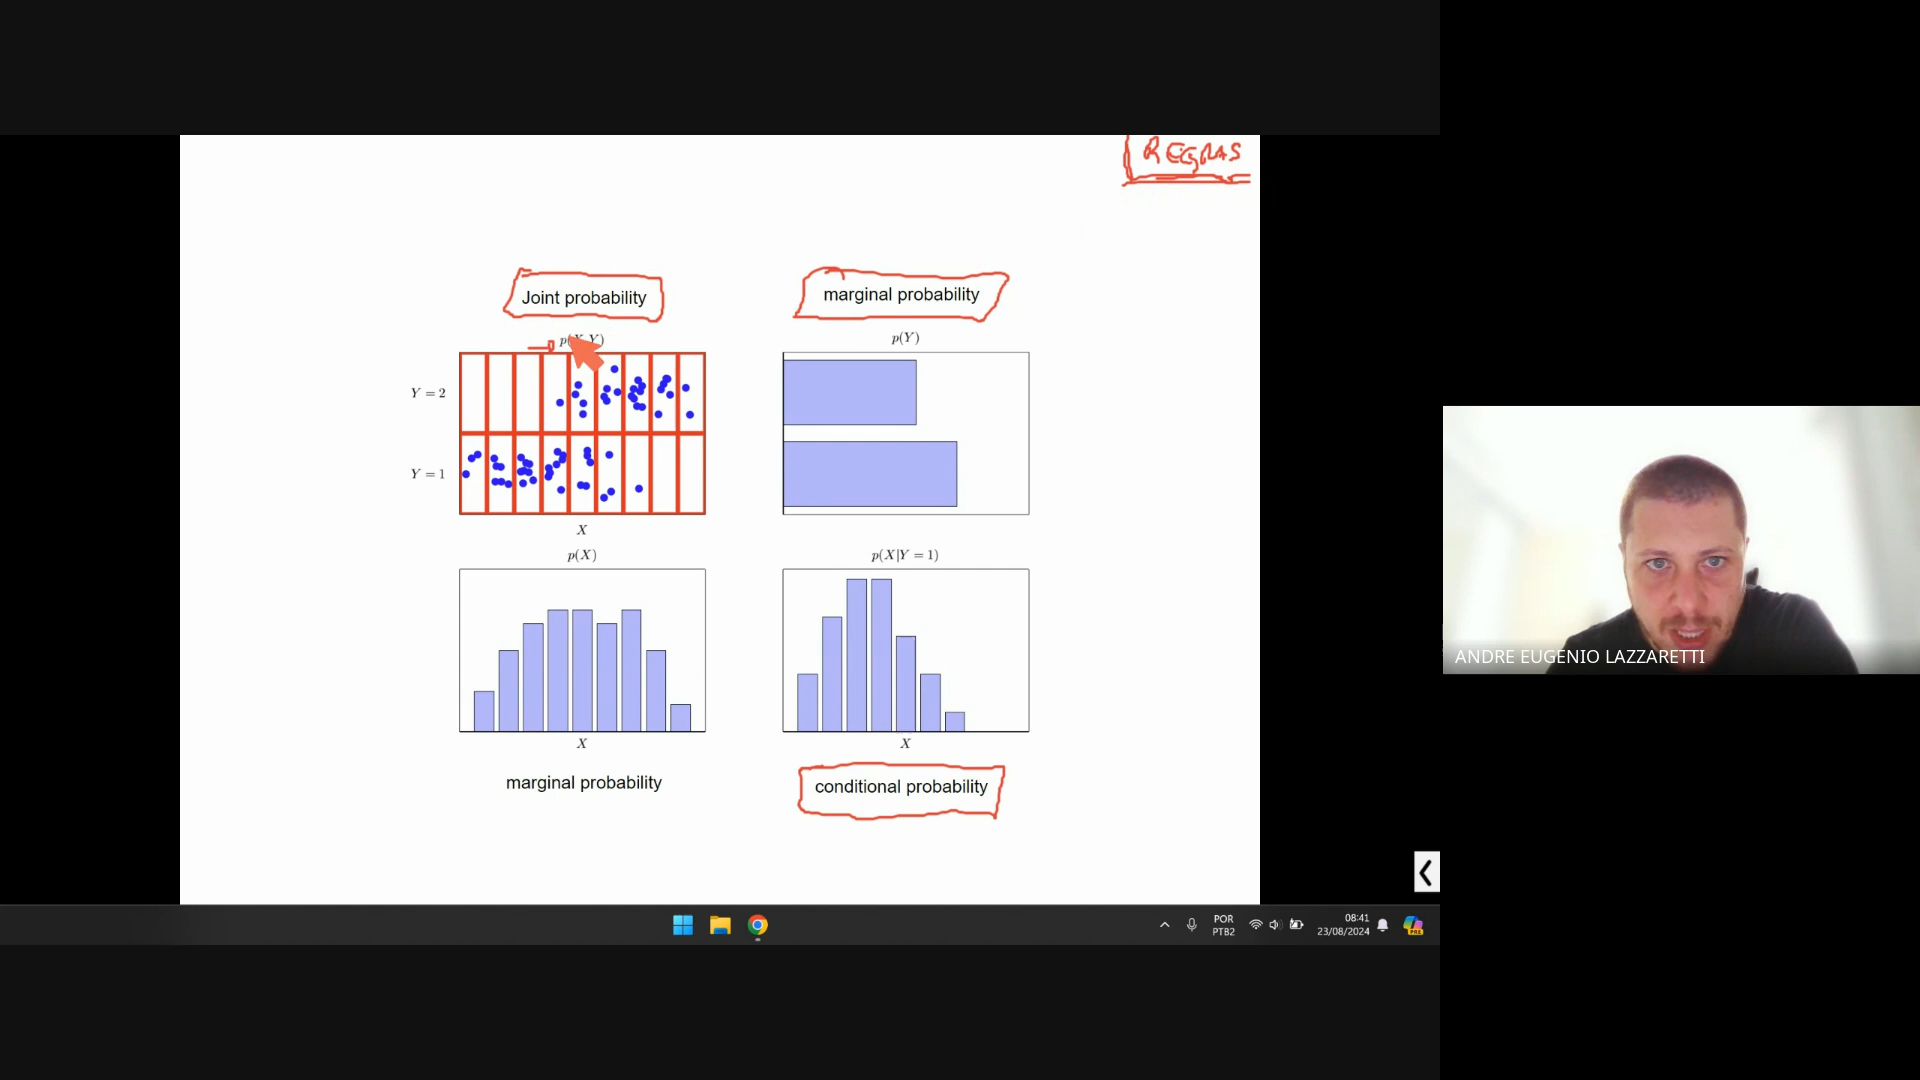 REGRAS
Joint probability
marginal probability
p(X,Y)
p(Y)
Y = 2
Y = 1
X
p(X)
p(X|Y = 1)
X
X
marginal probability
conditional probability
ANDRE EUGENIO LAZZARETTI
POR
PTB2
08:41
23/08/2024
PRE